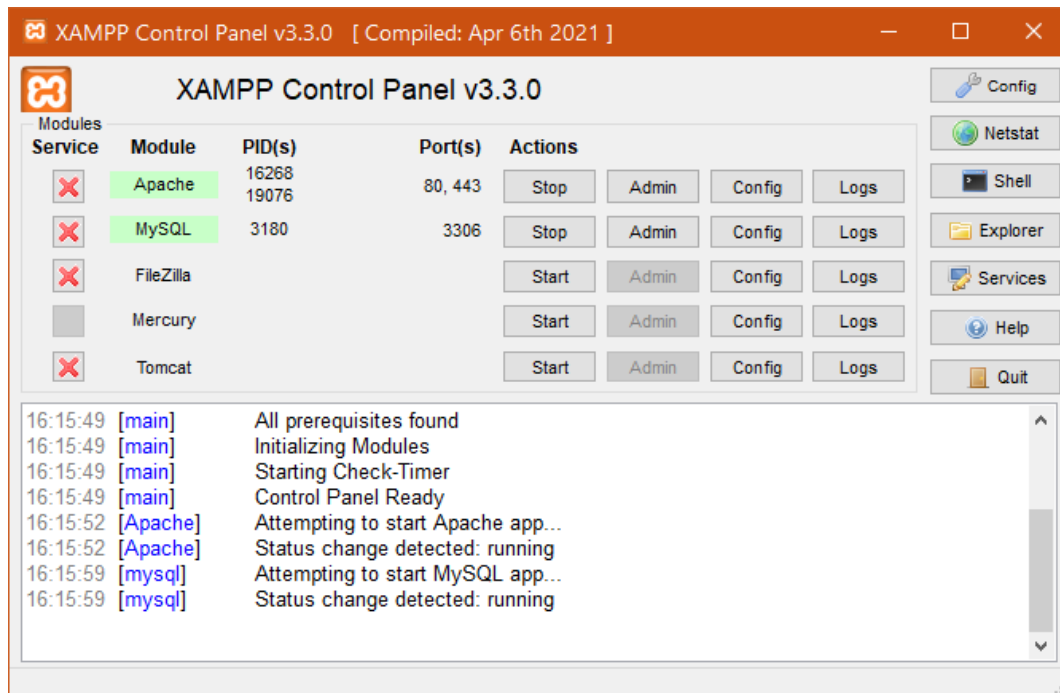 XAMPP Control Panel v3.3.0 [ Compiled: Apr 6th 2021 ]
XAMPP Control Panel v3.3.0
Config
Netstat
Shell
Explorer
Services
Help
Quit
Modules
Service Module PID(s) Port(s) Actions
Apache 16268 19076 80, 443 Stop Admin Config Logs
MySQL 3180 3306 Stop Admin Config Logs
FileZilla Start Admin Config Logs
Mercury Start Admin Config Logs
Tomcat Start Admin Config Logs
16:15:49 [main] All prerequisites found
16:15:49 [main] Initializing Modules
16:15:49 [main] Starting Check-Timer
16:15:49 [main] Control Panel Ready
16:15:52 [Apache] Attempting to start Apache app...
16:15:52 [Apache] Status change detected: running
16:15:59 [mysql] Attempting to start MySQL app...
16:15:59 [mysql] Status change detected: running